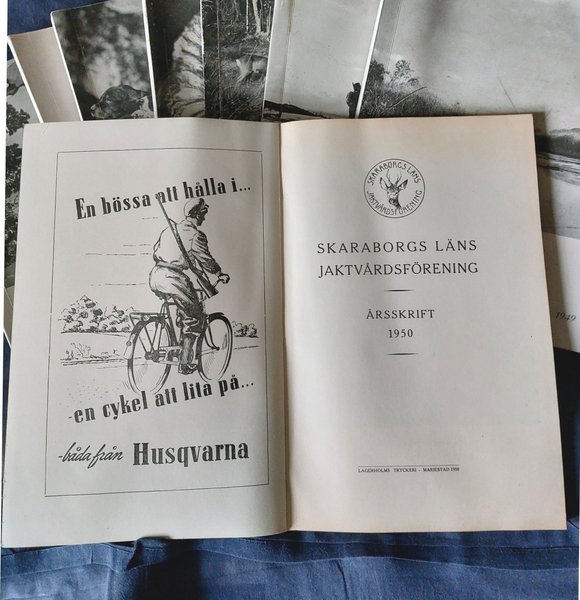 En bössa att hålla i...
-en cykel att lita på...
-båda från Husqvarna
SKARABORGS LÄNS
JAKTVÅRDSFÖRENING
SKARABORGS LÄNS
JAKTVÅRDSFÖRENING
ÅRSSKRIFT
1950
LAGERHOLMS TRYCKERI - MARIESTAD 1950
1949